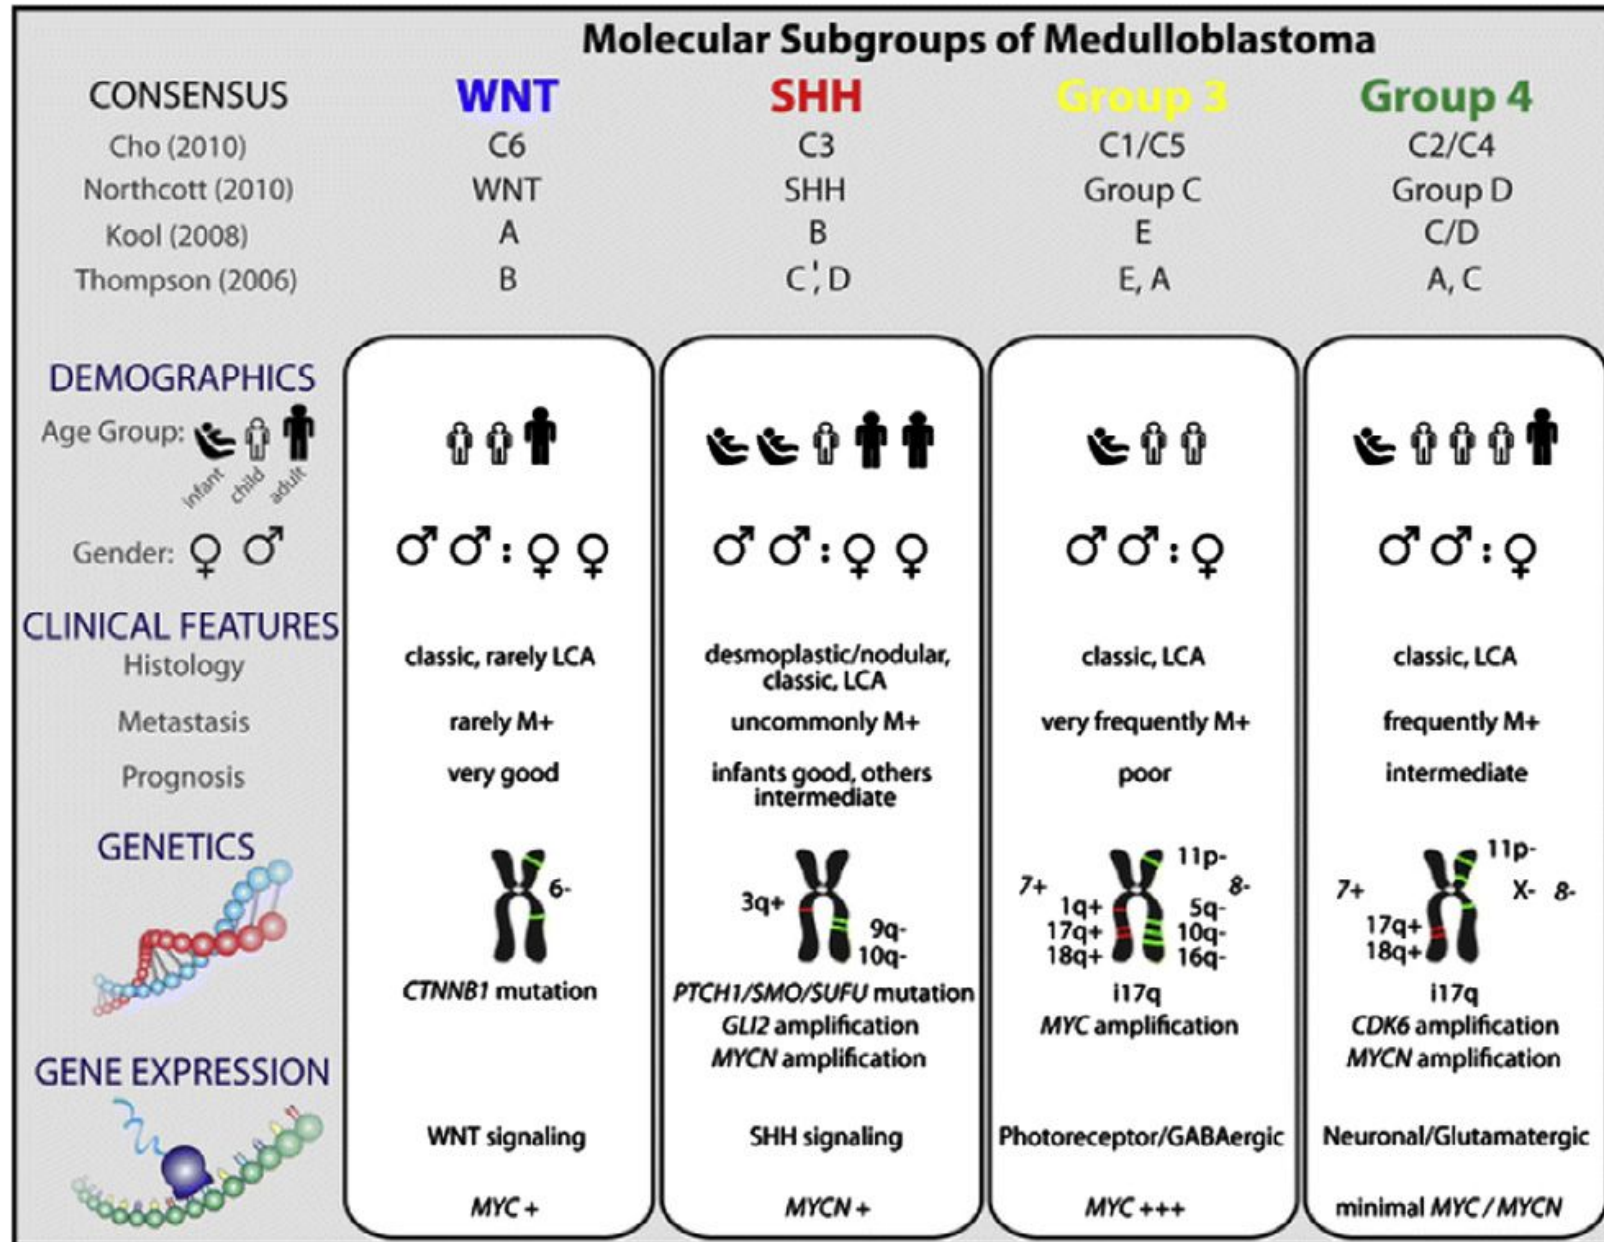 Molecular Subgroups of Medulloblastoma
CONSENSUS WNT SHH Group 3 Group 4
Cho (2010) C6 C3 C1/C5 C2/C4
Northcott (2010) WNT SHH Group C Group D
Kool (2008) A B E C/D
Thompson (2006) B C', D E, A A, C
DEMOGRAPHICS
Age Group:
infant child adult
Gender: ♀ ♂ ♂♂:♀♀ ♂♂:♀♀ ♂♂:♀ ♂♂:♀
CLINICAL FEATURES
Histology classic, rarely LCA desmoplastic/nodular, classic, LCA classic, LCA
classic, LCA
Metastasis rarely M+ uncommonly M+ very frequently M+ frequently M+
Prognosis very good infants good, others poor intermediate
intermediate
GENETICS
6-
3q+
9q-
10q-
7+ 11p- 8-
1q+ 5q-
17q+ 10q-
18q+ 16q-
7+ 11p- X- 8-
17q+
18q+
CTNNB1 mutation PTCH1/SMO/SUFU mutation i17q i17q
GLI2 amplification MYC amplification CDK6 amplification
MYCN amplification MYCN amplification
GENE EXPRESSION
WNT signaling SHH signaling Photoreceptor/GABAergic Neuronal/Glutamatergic
MYC + MYCN + MYC +++ minimal MYC / MYCN